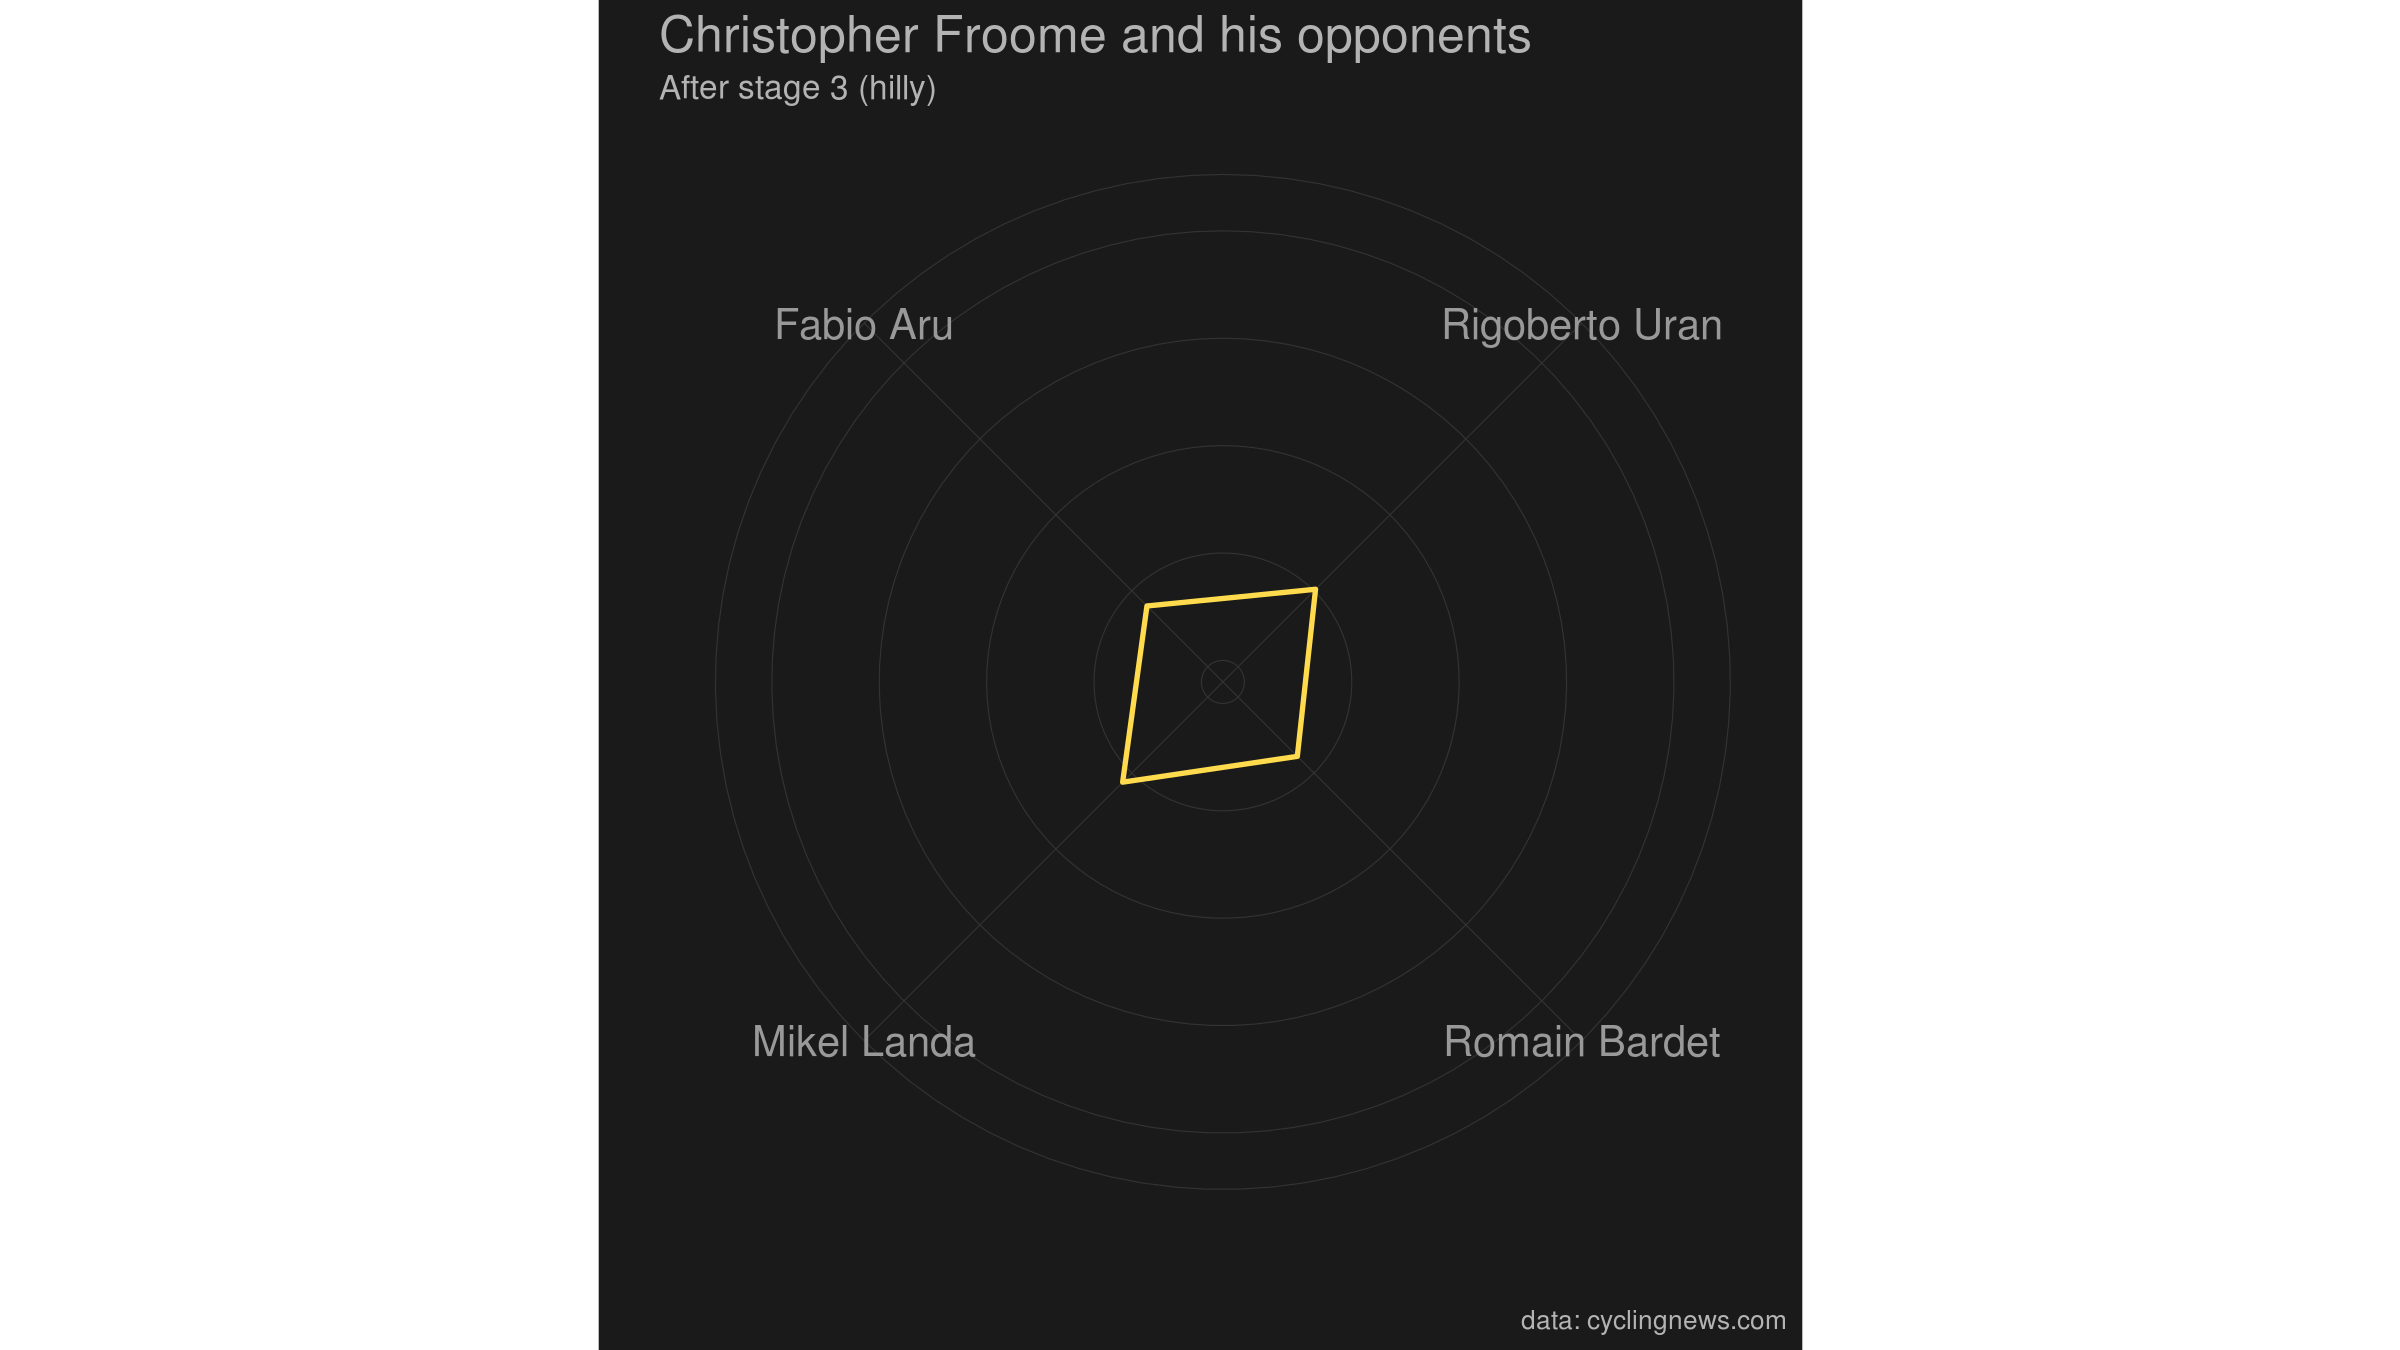 Christopher Froome and his opponents
After stage 3 (hilly)
Fabio Aru
Rigoberto Uran
Mikel Landa
Romain Bardet
data: cyclingnews.com